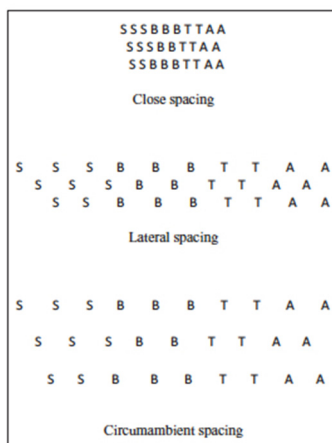 SSSBBBTTAA
SSSBBTTAA
SSBBBTTAA
Close spacing
S S S B B B T T A A
S S S B B T T A A
S S B B B T T A A
Lateral spacing
S S S B B B T T A A
S S S B B T T A A
S S B B B T T A A
Circumambient spacing